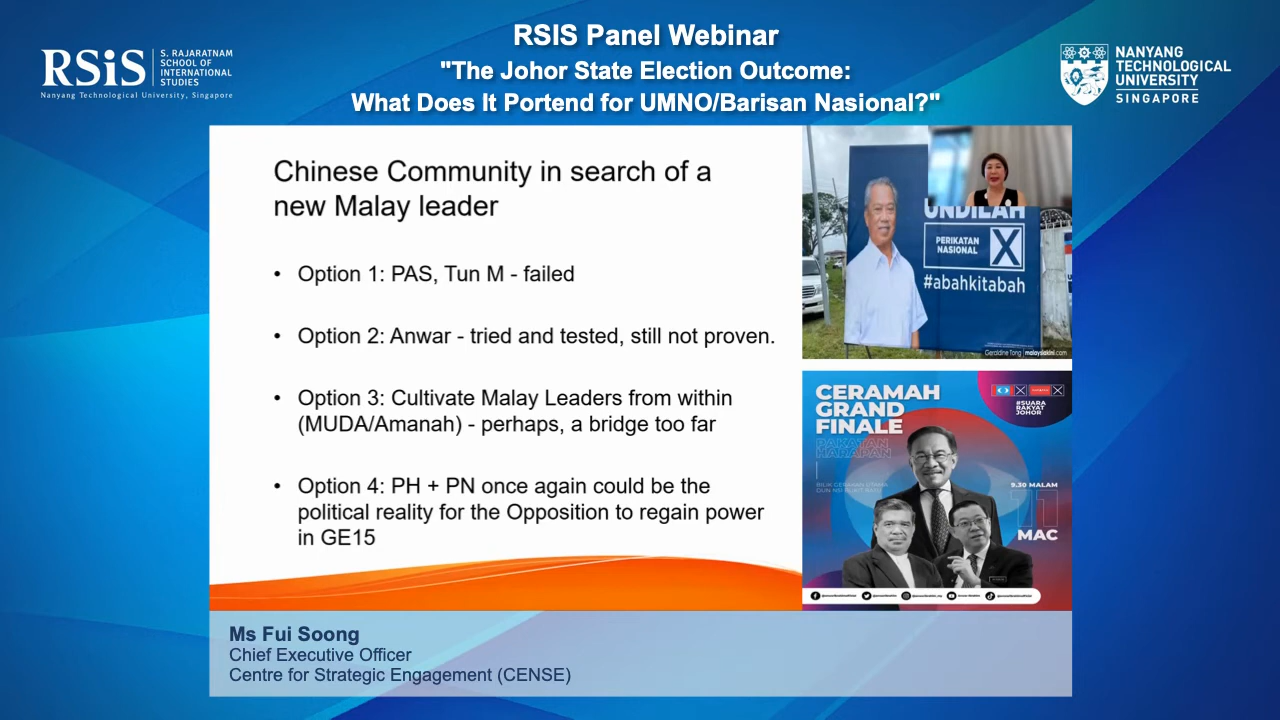 RSIS Panel Webinar
"The Johor State Election Outcome:
What Does It Portend for UMNO/Barisan Nasional?"
RSiS
S. RAJARATNAM
SCHOOL OF
INTERNATIONAL
STUDIES
Nanyang Technological University, Singapore
NANYANG
TECHNOLOGICAL
UNIVERSITY
SINGAPORE
Chinese Community in search of a
new Malay leader
• Option 1: PAS, Tun M - failed
• Option 2: Anwar - tried and tested, still not proven.
• Option 3: Cultivate Malay Leaders from within
(MUDA/Amanah) - perhaps, a bridge too far
• Option 4: PH + PN once again could be the
political reality for the Opposition to regain power
in GE15
UNDILAH
PERIKATAN
NASIONAL
X
#abahkitabah
Geraldine Tong | malaysiakini.com
CERAMAH
GRAND
FINALE
PAKATAN
HARAPAN
#SUARA
RAKYAT
JOHOR
9.30 MALAM
11
MAC
Ms Fui Soong
Chief Executive Officer
Centre for Strategic Engagement (CENSE)